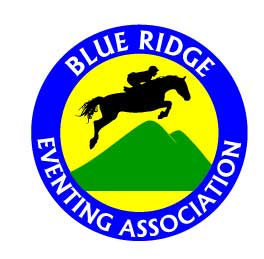 BLUE RIDGE
EVENTING ASSOCIATION